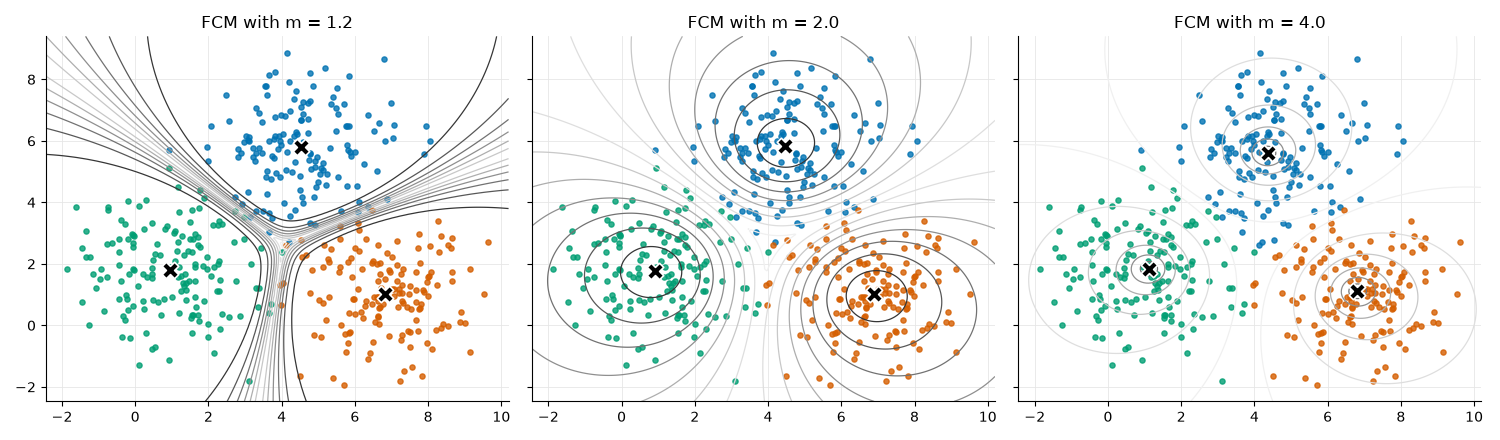 FCM with m = 1.2
FCM with m = 2.0
FCM with m = 4.0
8
6
4
2
0
−2
−2 0 2 4 6 8 10
−2 0 2 4 6 8 10
−2 0 2 4 6 8 10